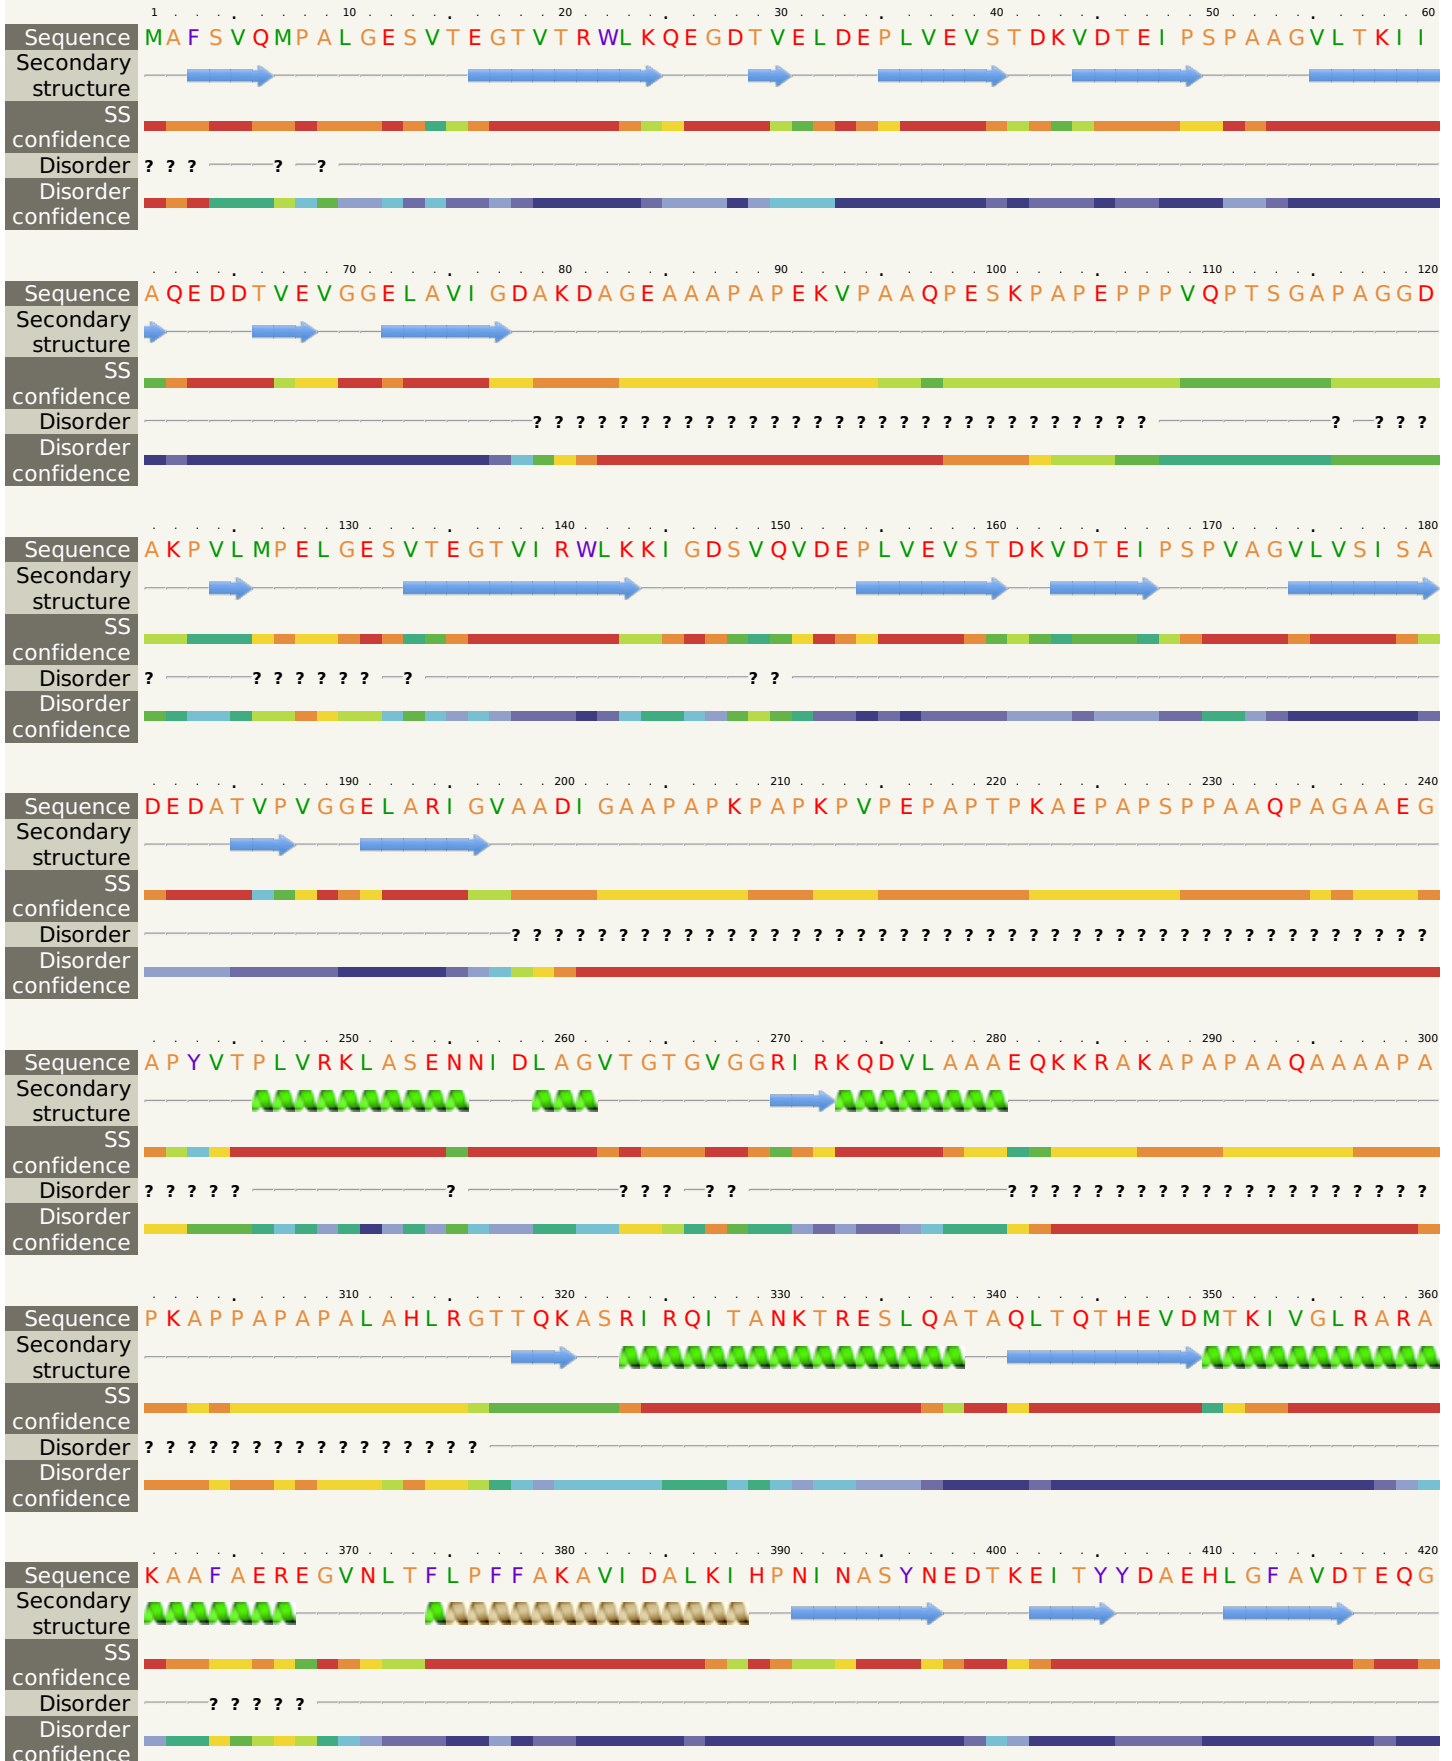 1 10 20 30 40 50 60
Sequence MAFSVQMPALGESVTEGTVTRWLKQEGDTVELDEPLVEVSTDKVDTEIPSPAAGVLTKII
Secondary
structure
SS
confidence
Disorder ? ? ? ? ?
Disorder
confidence
70 80 90 100 110 120
Sequence AQEDDTVEVGGELAVIGDAKDAGEAAAPAPEKVPAAQPESKPAPEPPPVQPTSGAPAGGD
Secondary
structure
SS
confidence
Disorder ? ? ? ? ? ? ? ? ? ? ? ? ? ? ? ? ? ? ? ? ? ? ? ? ? ? ? ? ? ? ? ? ?
Disorder
confidence
130 140 150 160 170 180
Sequence AKPVLMPELGESVTEGTVIRWLKKIGDSVQVDEPLVEVSTDKVDTEIPSPVAGVLVSISA
Secondary
structure
SS
confidence
Disorder ? ? ? ? ? ? ? ? ? ?
Disorder
confidence
190 200 210 220 230 240
Sequence DEDATVPVGGELARIGVAADIGAAPAPKPAPKPVPEPAPTPKAEPAPSPPAAQPAGAAEG
Secondary
structure
SS
confidence
Disorder ? ? ? ? ? ? ? ? ? ? ? ? ? ? ? ? ? ? ? ? ? ? ? ? ? ? ? ? ? ? ? ? ? ? ? ? ? ? ? ? ? ? ?
Disorder
confidence
250 260 270 280 290 300
Sequence APYVTPLVRKLASENNIDLAGVTGTGVGGRIRKQDVLAAAEQKKRAKAPAPAAQAAAAPA
Secondary
structure
SS
confidence
Disorder ? ? ? ? ? ? ? ? ? ? ? ? ? ? ? ? ? ? ? ? ? ? ? ? ? ? ? ? ? ? ?
Disorder
confidence
310 320 330 340 350 360
Sequence PKAPPAPAPALAHLRGTTQKASRIRQITANKTRESLQATAQLTQTHEVDMTKIVGLRARA
Secondary
structure
SS
confidence
Disorder ? ? ? ? ? ? ? ? ? ? ? ? ? ? ? ?
Disorder
confidence
370 380 390 400 410 420
Sequence KAAFAEREGVNLTFLPFFAKAVIDALKIHPNINASYNEDTKEITYYDAEHLGFAVDTEQG
Secondary
structure
SS
confidence
Disorder ? ? ? ? ?
Disorder
confidence